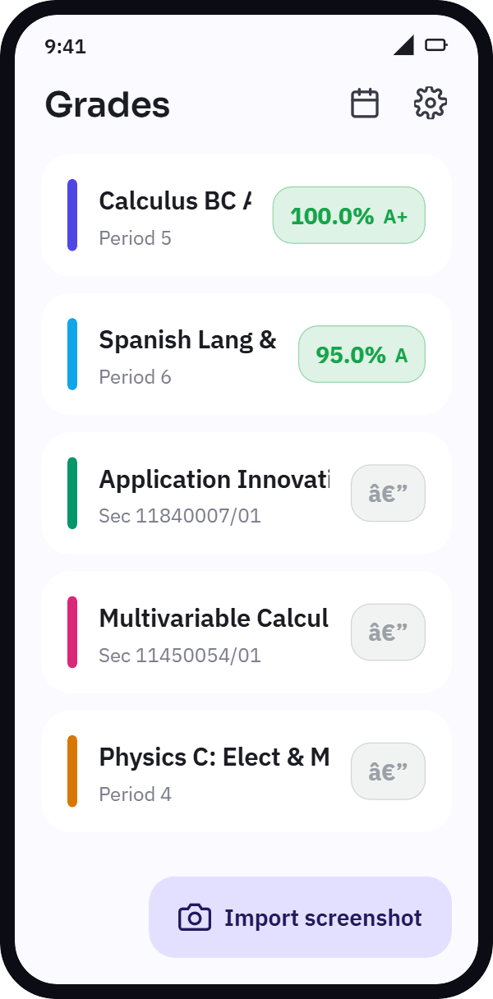 9:41
Grades
Calculus BC A
100.0% A+
Period 5
Spanish Lang &
95.0% A
Period 6
Application Innovati
â€”
Sec 11840007/01
Multivariable Calcul
â€”
Sec 11450054/01
Physics C: Elect & M
â€”
Period 4
Import screenshot